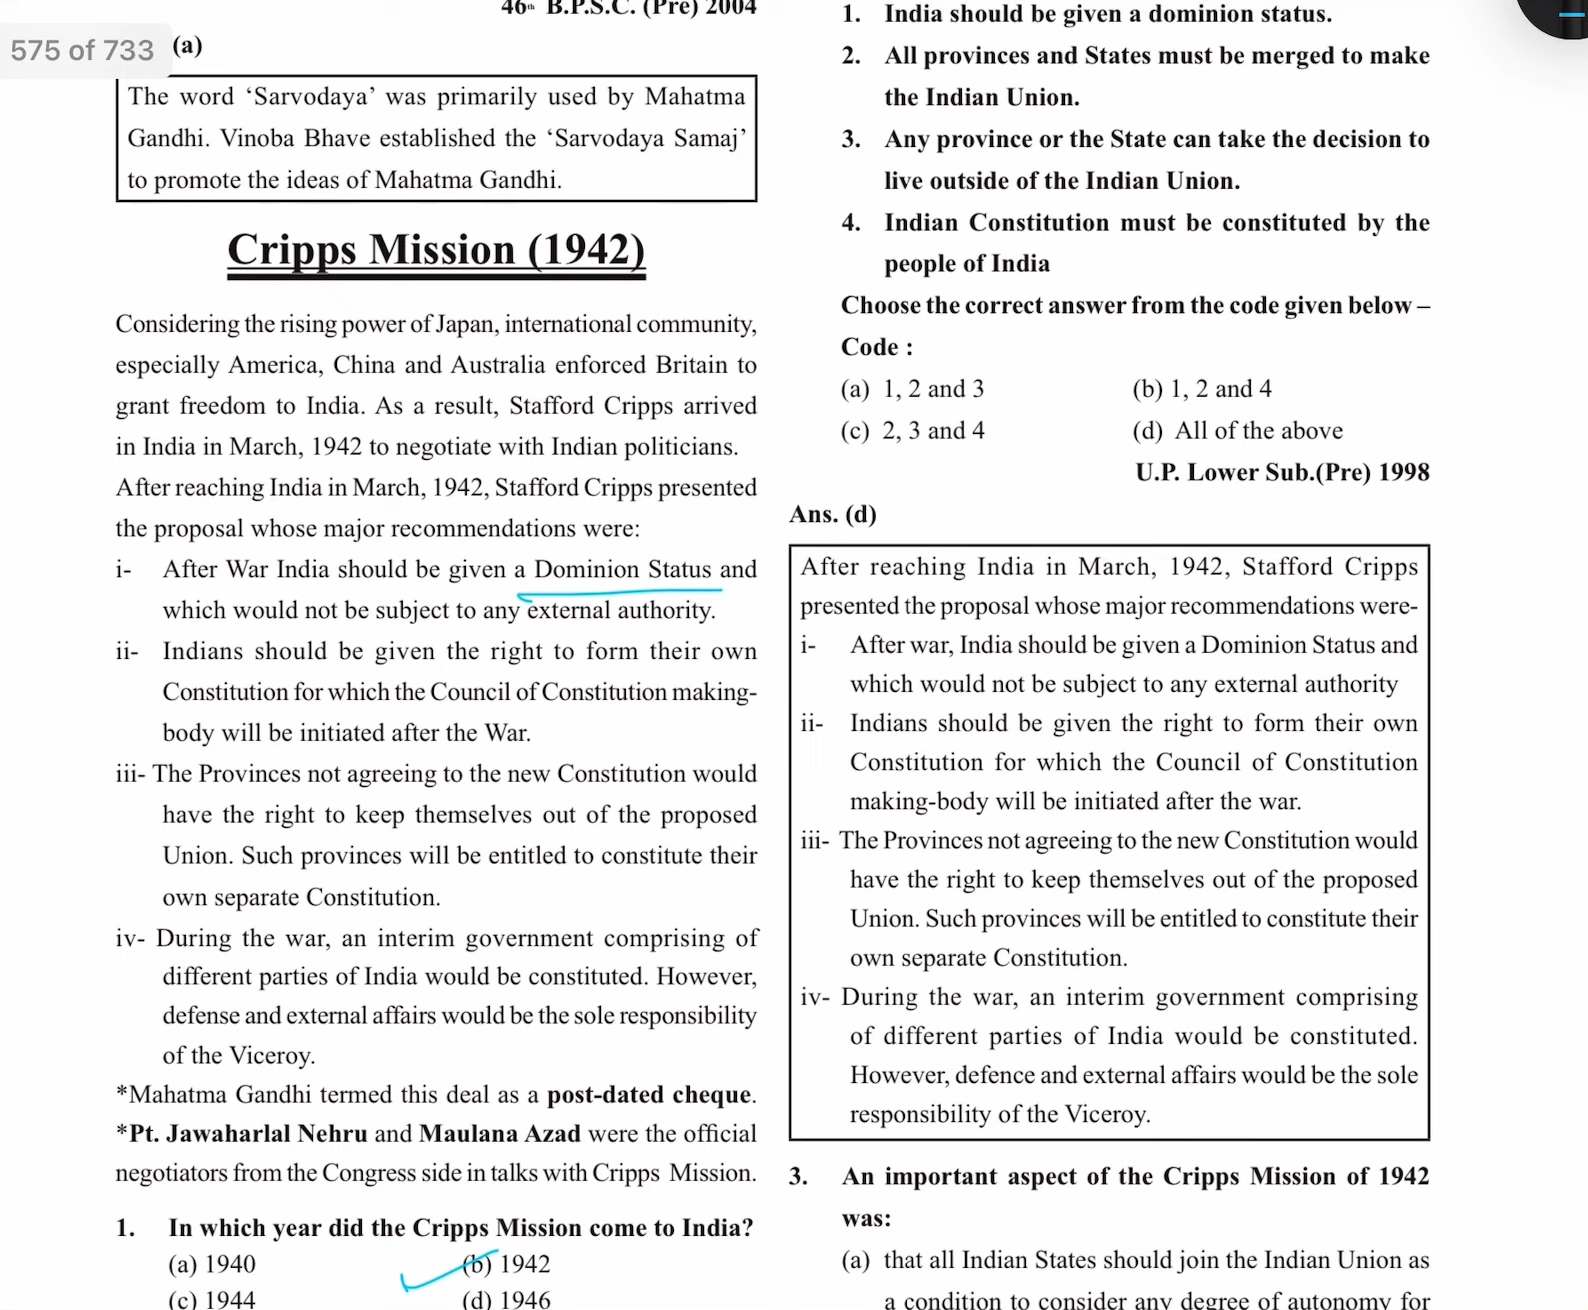 46th B.P.S.C. (Pre) 2004
575 of 733
(a)
The word ‘Sarvodaya’ was primarily used by Mahatma
Gandhi. Vinoba Bhave established the ‘Sarvodaya Samaj’
to promote the ideas of Mahatma Gandhi.
Cripps Mission (1942)
Considering the rising power of Japan, international community,
especially America, China and Australia enforced Britain to
grant freedom to India. As a result, Stafford Cripps arrived
in India in March, 1942 to negotiate with Indian politicians.
After reaching India in March, 1942, Stafford Cripps presented
the proposal whose major recommendations were:
i- After War India should be given a Dominion Status and
which would not be subject to any external authority.
ii- Indians should be given the right to form their own
Constitution for which the Council of Constitution making-
body will be initiated after the War.
iii- The Provinces not agreeing to the new Constitution would
have the right to keep themselves out of the proposed
Union. Such provinces will be entitled to constitute their
own separate Constitution.
iv- During the war, an interim government comprising of
different parties of India would be constituted. However,
defense and external affairs would be the sole responsibility
of the Viceroy.
*Mahatma Gandhi termed this deal as a post-dated cheque.
*Pt. Jawaharlal Nehru and Maulana Azad were the official
negotiators from the Congress side in talks with Cripps Mission.
1. In which year did the Cripps Mission come to India?
(a) 1940 (b) 1942
(c) 1944 (d) 1946
1. India should be given a dominion status.
2. All provinces and States must be merged to make
the Indian Union.
3. Any province or the State can take the decision to
live outside of the Indian Union.
4. Indian Constitution must be constituted by the
people of India
Choose the correct answer from the code given below –
Code :
(a) 1, 2 and 3 (b) 1, 2 and 4
(c) 2, 3 and 4 (d) All of the above
U.P. Lower Sub.(Pre) 1998
Ans. (d)
After reaching India in March, 1942, Stafford Cripps
presented the proposal whose major recommendations were-
i- After war, India should be given a Dominion Status and
which would not be subject to any external authority
ii- Indians should be given the right to form their own
Constitution for which the Council of Constitution
making-body will be initiated after the war.
iii- The Provinces not agreeing to the new Constitution would
have the right to keep themselves out of the proposed
Union. Such provinces will be entitled to constitute their
own separate Constitution.
iv- During the war, an interim government comprising
of different parties of India would be constituted.
However, defence and external affairs would be the sole
responsibility of the Viceroy.
3. An important aspect of the Cripps Mission of 1942
was:
(a) that all Indian States should join the Indian Union as
a condition to consider any degree of autonomy for